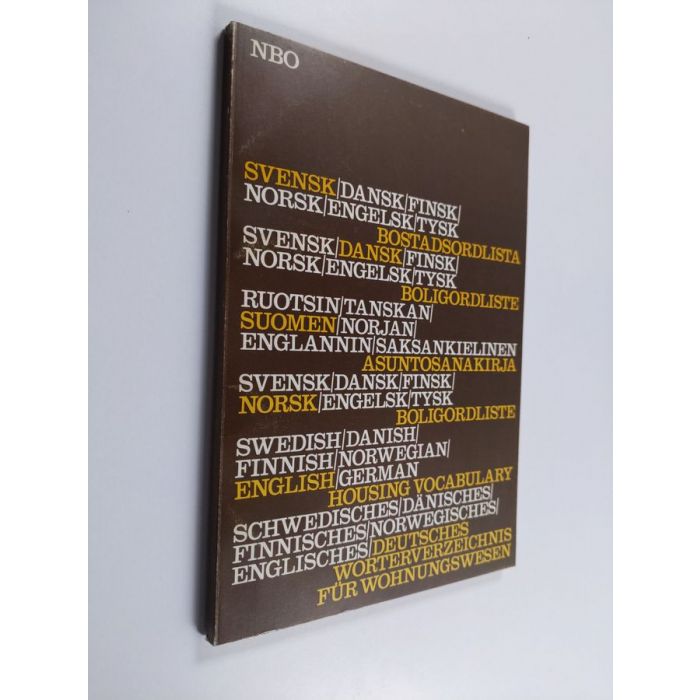 NBO
SVENSK/DANSK/FINSK/
NORSK/ENGELSK/TYSK
BOSTADSORDLISTA
SVENSK/DANSK/FINSK/
NORSK/ENGELSK/TYSK
BOLIGORDLISTE
RUOTSIN/TANSKAN/
SUOMEN/NORJAN/
ENGLANNIN/SAKSANKIELINEN
ASUNTOSANAKIRJA
SVENSK/DANSK/FINSK/
NORSK/ENGELSK/TYSK
BOLIGORDLISTE
SWEDISH/DANISH/
FINNISH/NORWEGIAN/
ENGLISH/GERMAN
HOUSING VOCABULARY
SCHWEDISCHES/DÄNISCHES/
FINNISCHES/NORWEGISCHES/
ENGLISCHES/DEUTSCHES
WORTERVERZEICHNIS
FÜR WOHNUNGSWESEN